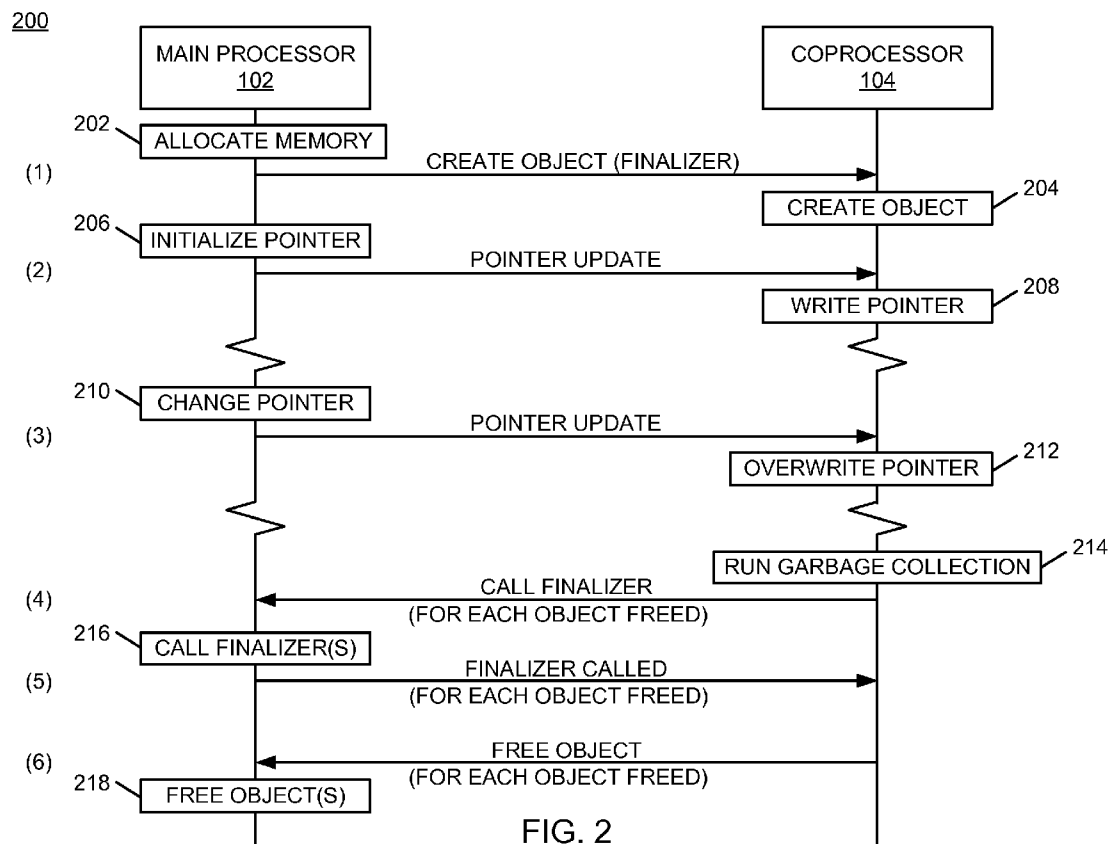 200
MAIN PROCESSOR
102
COPROCESSOR
104
202
ALLOCATE MEMORY
(1)
CREATE OBJECT (FINALIZER)
204
CREATE OBJECT
206
INITIALIZE POINTER
(2)
POINTER UPDATE
208
WRITE POINTER
210
CHANGE POINTER
(3)
POINTER UPDATE
212
OVERWRITE POINTER
214
RUN GARBAGE COLLECTION
(4)
CALL FINALIZER
(FOR EACH OBJECT FREED)
216
CALL FINALIZER(S)
(5)
FINALIZER CALLED
(FOR EACH OBJECT FREED)
(6)
FREE OBJECT
(FOR EACH OBJECT FREED)
218
FREE OBJECT(S)
FIG. 2